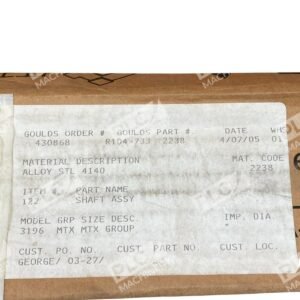 GOULDS ORDER # GOULDS PART # DATE WHS
430868 R104-733 2238 4/07/05 01
MATERIAL DESCRIPTION MAT. CODE
ALLOY STL 4140 2238
ITEM # PART NAME
122 SHAFT ASSY
MODEL GRP SIZE DESC. IMP. DIA
3196 MTX MTX GROUP
CUST. PO. NO. CUST. PART NO. CUST. LOC.
GEORGE/ 03-27/